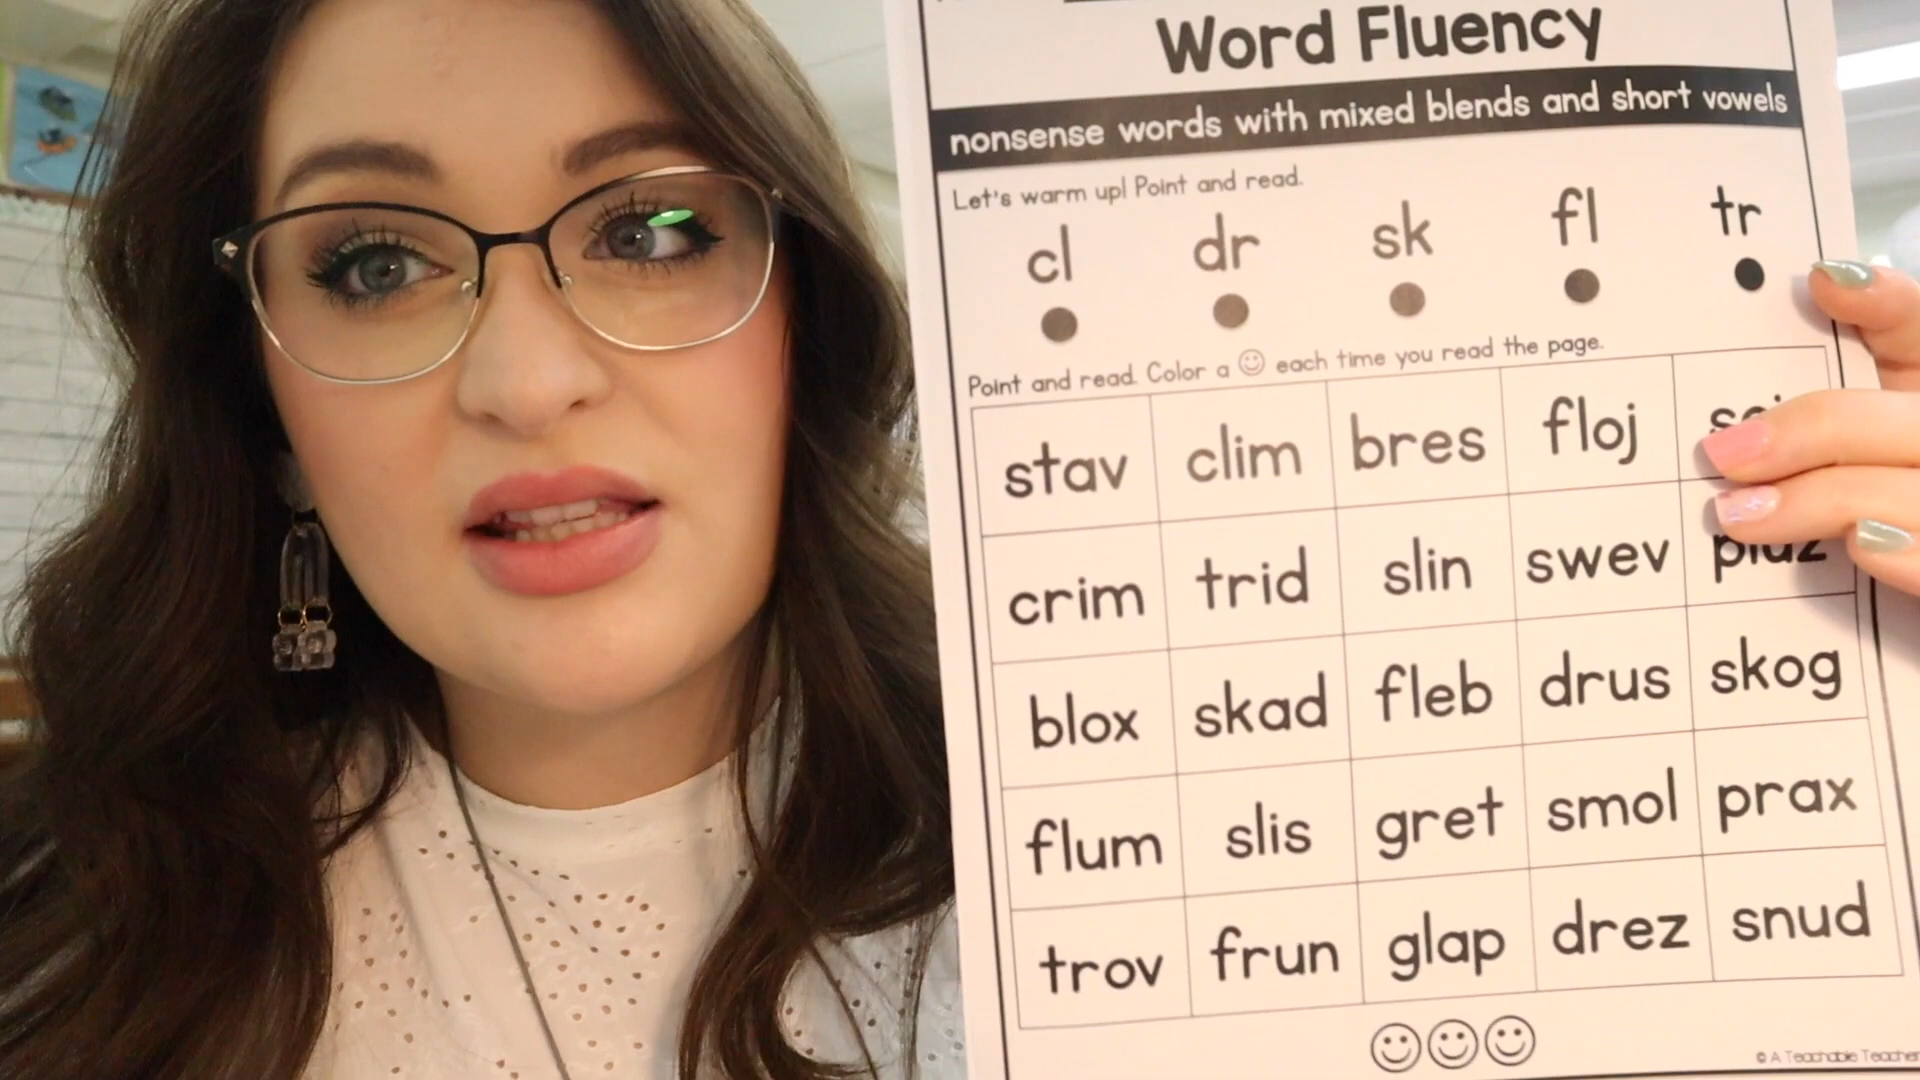 Word Fluency
nonsense words with mixed blends and short vowels
Let's warm up! Point and read.
cl dr sk fl tr
Point and read. Color a each time you read the page.
stav clim bres floj
crim trid slin swev
blox skad fleb drus skog
flum slis gret smol prax
trov frun glap drez snud
© A Teachable Teacher